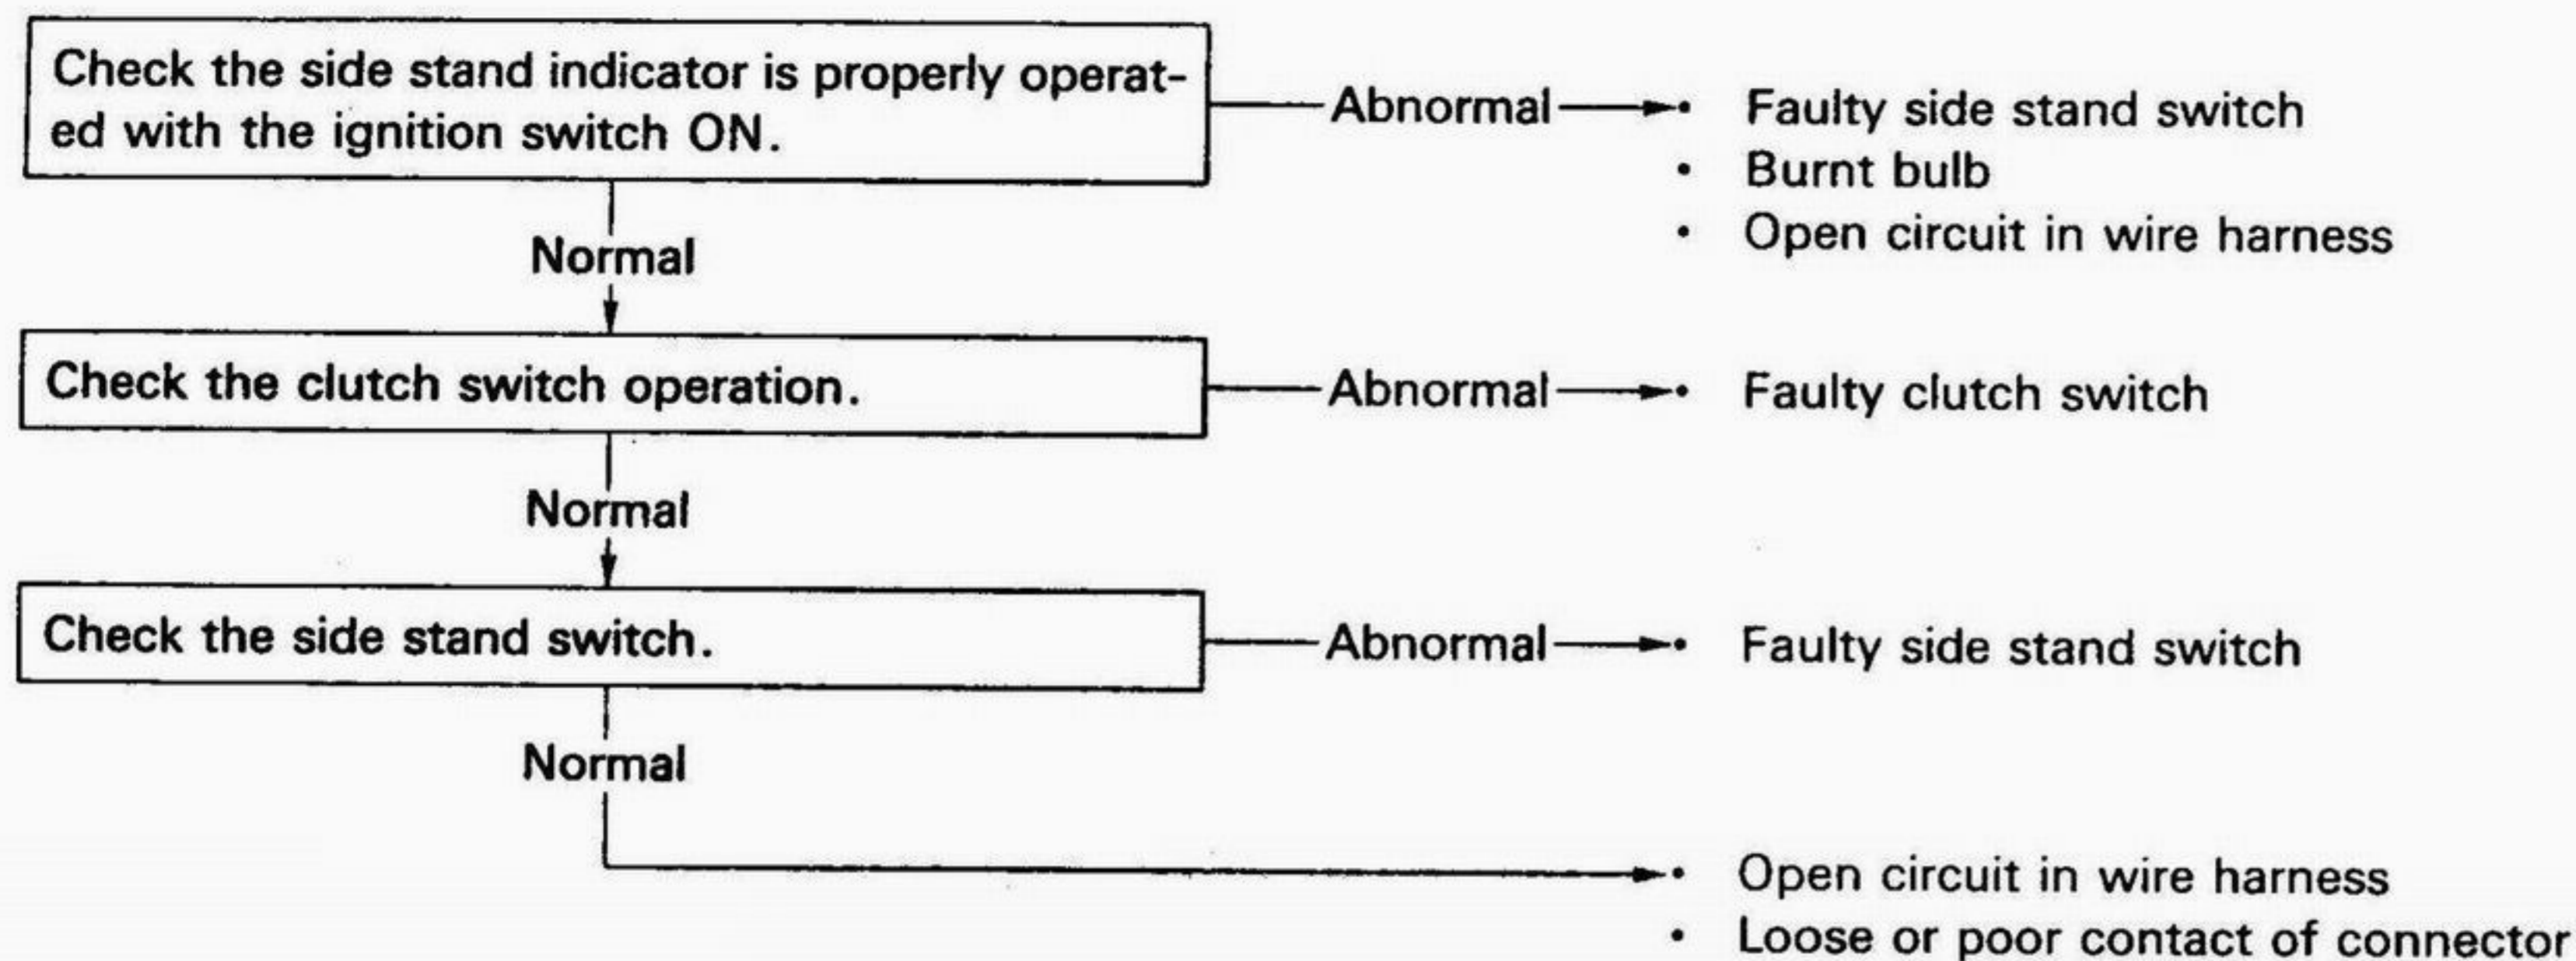 Check the side stand indicator is properly operat-
ed with the ignition switch ON.
Abnormal
• Faulty side stand switch
• Burnt bulb
• Open circuit in wire harness
Normal
Check the clutch switch operation.
Abnormal
• Faulty clutch switch
Normal
Check the side stand switch.
Abnormal
• Faulty side stand switch
Normal
• Open circuit in wire harness
• Loose or poor contact of connector